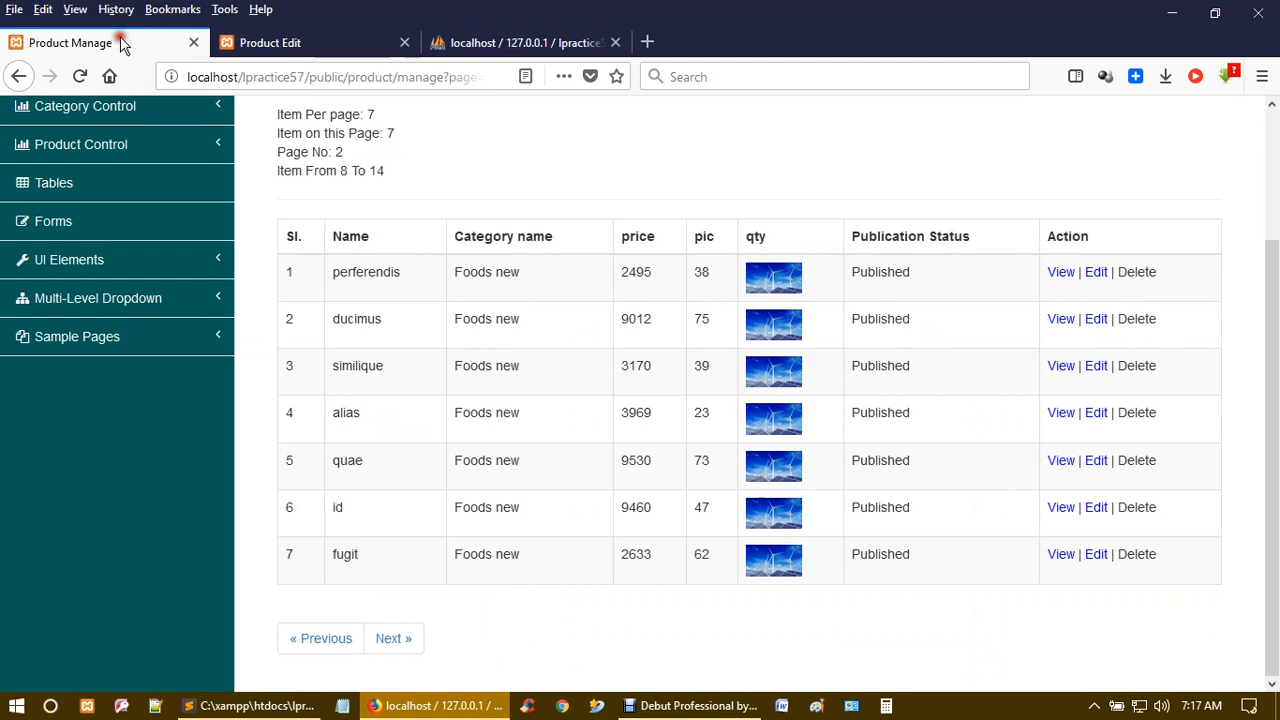 File Edit View History Bookmarks Tools Help
Product Manage Product Edit localhost / 127.0.0.1 / lpractice5
localhost/lpractice57/public/product/manage?page= Search
Category Control
Product Control
Tables
Forms
UI Elements
Multi-Level Dropdown
Sample Pages
Item Per page: 7
Item on this Page: 7
Page No: 2
Item From 8 To 14
Sl. Name Category name price pic qty Publication Status Action
1 perferendis Foods new 2495 38 Published View | Edit | Delete
2 ducimus Foods new 9012 75 Published View | Edit | Delete
3 similique Foods new 3170 39 Published View | Edit | Delete
4 alias Foods new 3969 23 Published View | Edit | Delete
5 quae Foods new 9530 73 Published View | Edit | Delete
6 id Foods new 9460 47 Published View | Edit | Delete
7 fugit Foods new 2633 62 Published View | Edit | Delete
« Previous Next »
C:\xampp\htdocs\lpr... localhost / 127.0.0.1 / ... Debut Professional by... 7:17 AM